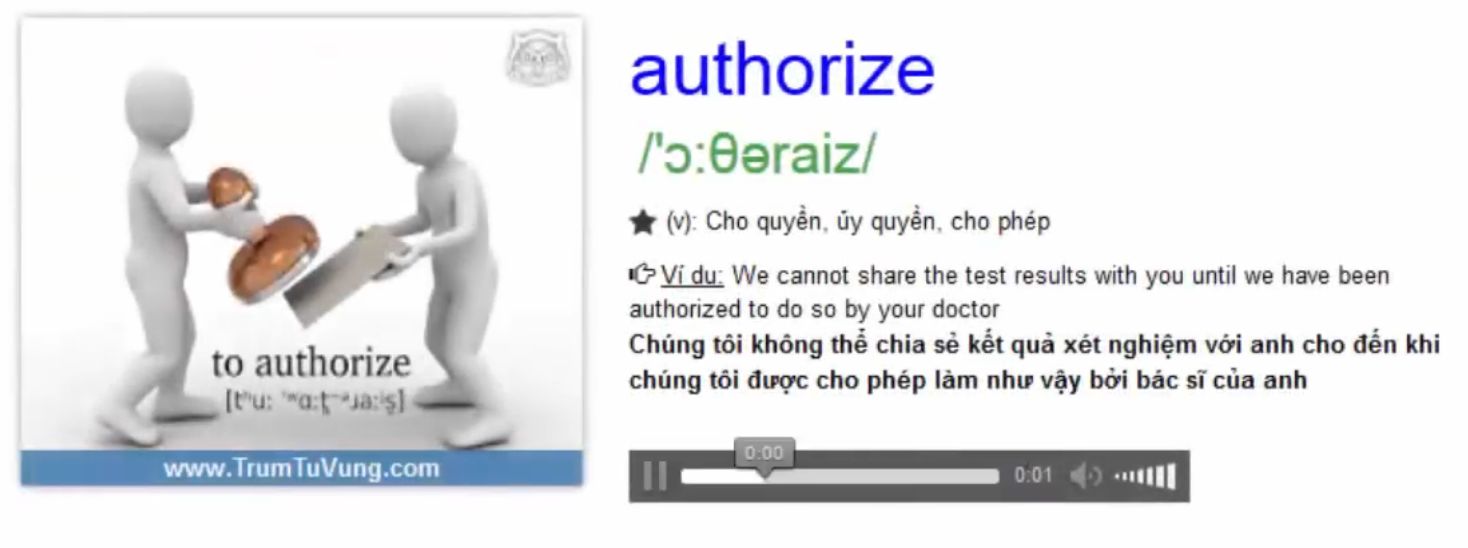 authorize
/'ɔ:θəraiz/
(v): Cho quyền, ủy quyền, cho phép
Ví dụ: We cannot share the test results with you until we have been
authorized to do so by your doctor
Chúng tôi không thể chia sẻ kết quả xét nghiệm với anh cho đến khi
chúng tôi được cho phép làm như vậy bởi bác sĩ của anh
to authorize
www.TrumTuVung.com
0:00
0:01